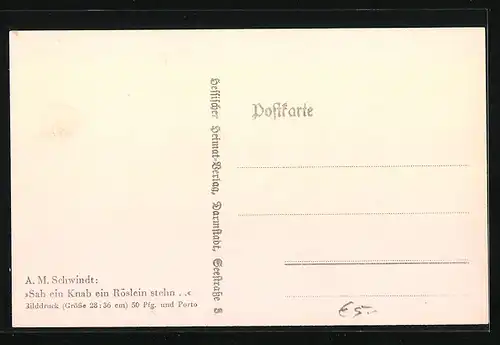 Hessischer Heimat-Verlag, Darmstadt, Seestraße 5
Postkarte
A. M. Schwindt:
»Sah ein Knab ein Röslein stehn . .«
Bilddruck (Größe 28:36 cm) 50 Pfg. und Porto
€5.-